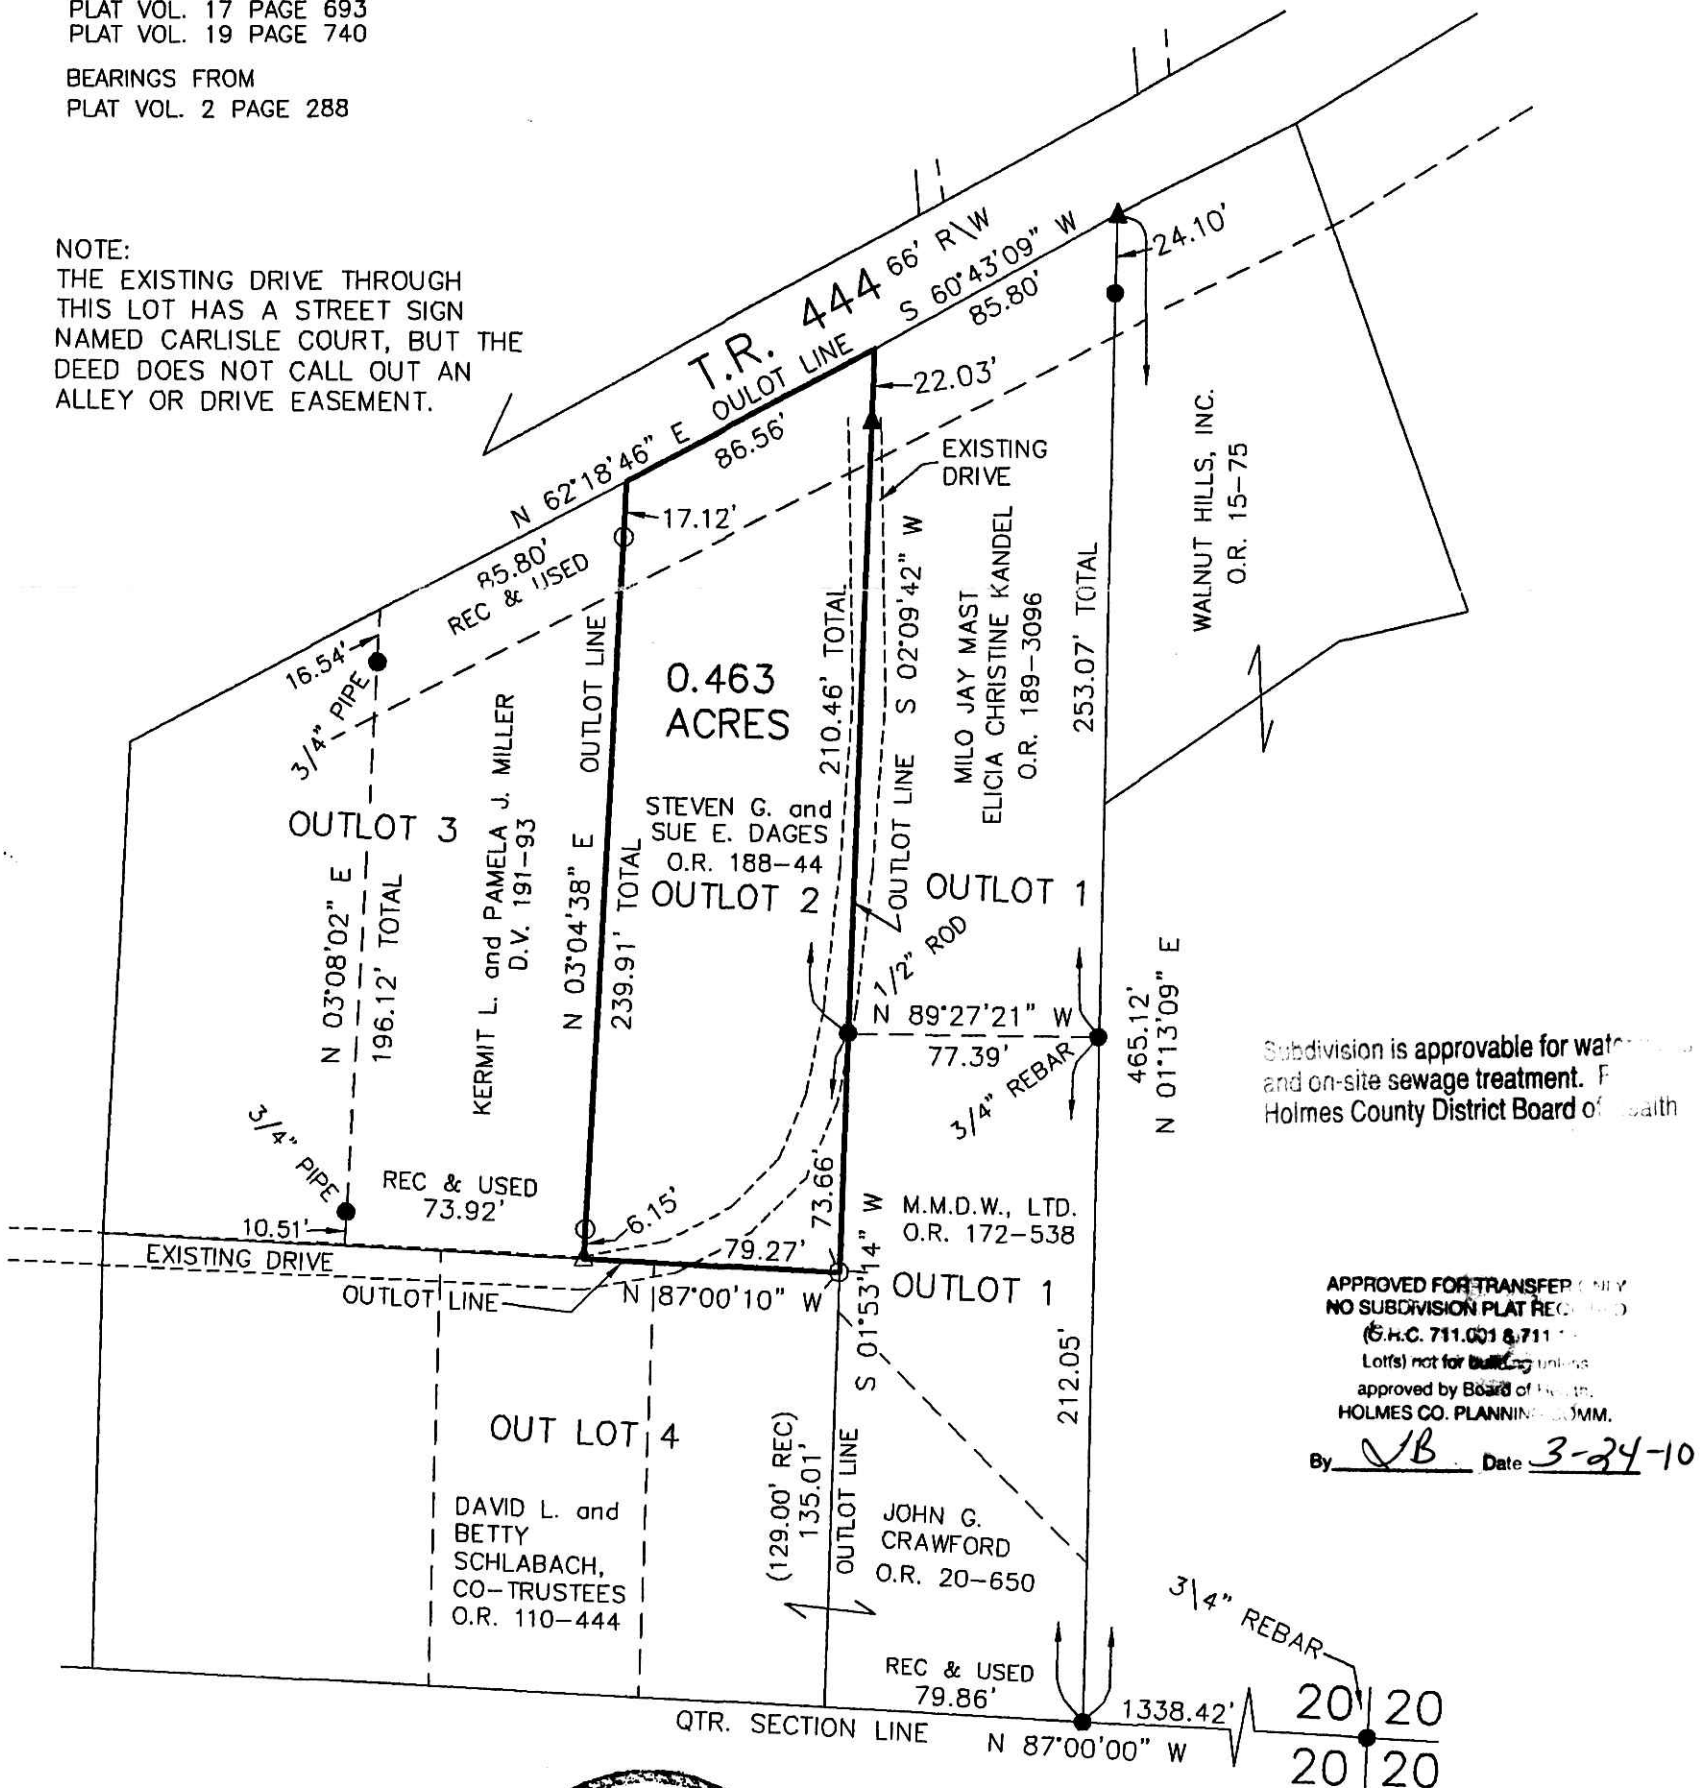 PLAT VOL. 17 PAGE 693
PLAT VOL. 19 PAGE 740
BEARINGS FROM
PLAT VOL. 2 PAGE 288
NOTE:
THE EXISTING DRIVE THROUGH
THIS LOT HAS A STREET SIGN
NAMED CARLISLE COURT, BUT THE
DEED DOES NOT CALL OUT AN
ALLEY OR DRIVE EASEMENT.
T.R. 444 66' R\W
S 60°43'09" W
85.80'
24.10'
OULOT LINE
N 62°18'46" E
86.56'
22.03'
17.12'
EXISTING
DRIVE
85.80'
REC & USED
16.54'
3/4" PIPE
WALNUT HILLS, INC.
O.R. 15-75
OUTLOT 3
N 03°08'02" E
196.12' TOTAL
KERMIT L. and PAMELA J. MILLER
D.V. 191-93
OUTLOT LINE
N 03°04'38" E
239.91' TOTAL
0.463
ACRES
STEVEN G. and
SUE E. DAGES
O.R. 188-44
OUTLOT 2
210.46' TOTAL
OUTLOT LINE S 02°09'42" W
MILO JAY MAST
ELICIA CHRISTINE KANDEL
O.R. 189-3096
253.07' TOTAL
OUTLOT 1
1/2" ROD
N 89°27'21" W
77.39'
3/4" REBAR
465.12'
N 01°13'09" E
Subdivision is approvable for
and on-site sewage treatment.
Holmes County District Board of
3/4" PIPE
10.51'
REC & USED
73.92'
6.15'
73.66'
79.27'
M.M.D.W., LTD.
O.R. 172-538
EXISTING DRIVE
OUTLOT LINE
N 87°00'10" W
OUTLOT 1
S 01°53'14" W
212.05'
APPROVED FOR TRANSFER
NO SUBDIVISION PLAT
711.001 & 711
Lot(s) not for building unless
approved by Board of
HOLMES CO. PLANNING COMM.
By JB Date 3-24-10
OUT LOT 4
DAVID L. and
BETTY
SCHLABACH,
CO-TRUSTEES
O.R. 110-444
(129.00' REC)
135.01'
OUTLOT LINE
JOHN G.
CRAWFORD
O.R. 20-650
3\4" REBAR
REC & USED
79.86'
1338.42'
QTR. SECTION LINE
N 87°00'00" W
20 20
20 20